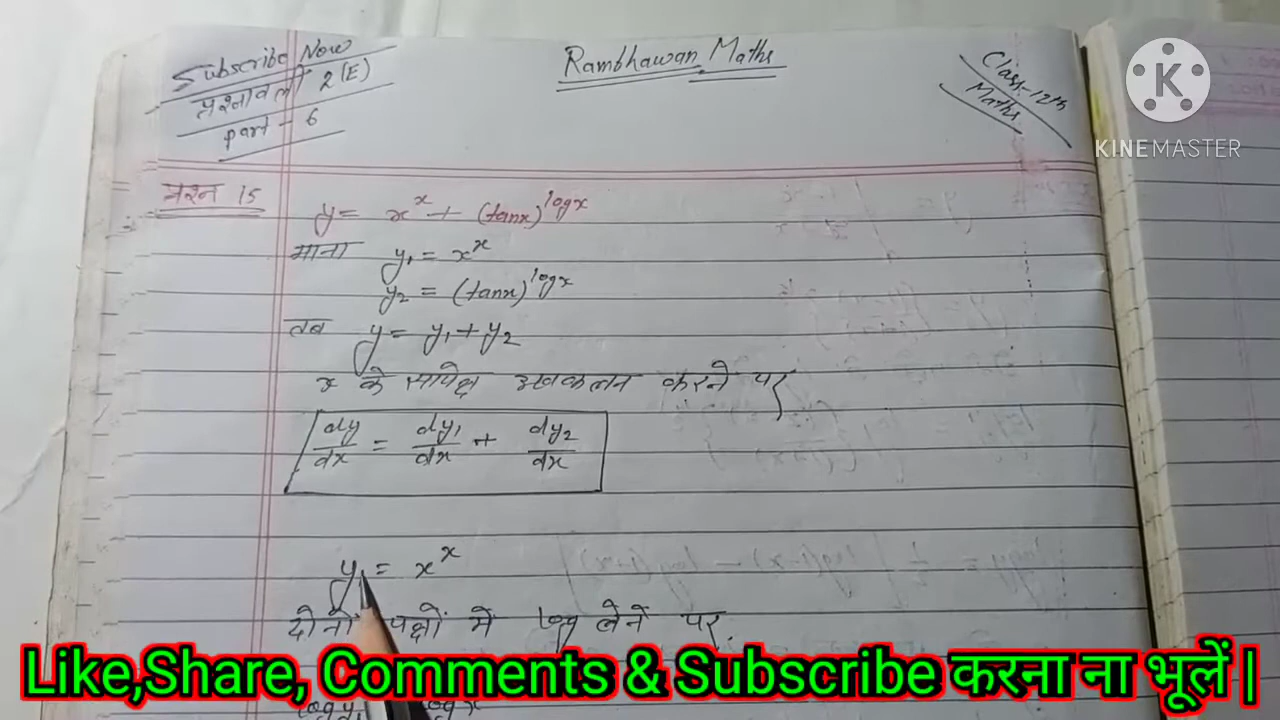 Subscribe Now
प्रश्नावली 2(E)
part - 6
Rambhawan Maths
Class-12th
Maths
K
KINEMASTER
प्रश्न 15
y = x^x + (tanx)^logx
माना y₁ = x^x
y₂ = (tanx)^logx
तब y = y₁ + y₂
x के सापेक्ष अवकलन करने पर
dy/dx = dy₁/dx + dy₂/dx
y₁ = x^x
दोनो पक्षों में log लेने पर
Like,Share, Comments & Subscribe करना ना भूलें |